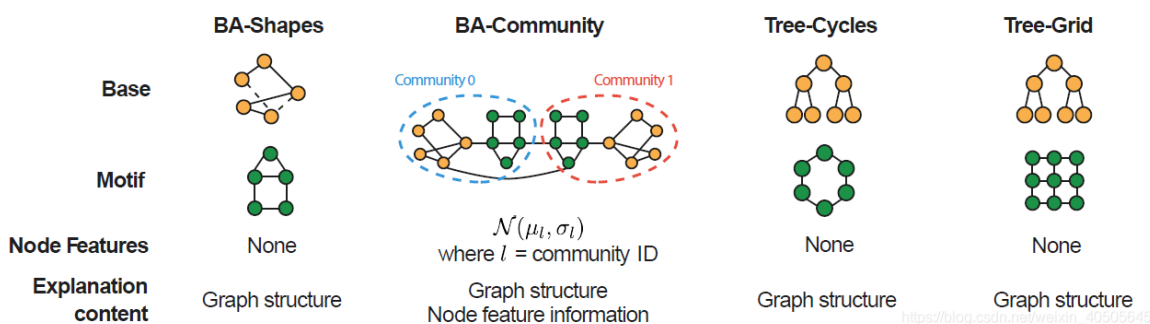 BA-Shapes BA-Community Tree-Cycles Tree-Grid
Base
Community 0 Community 1
Motif
Node Features None 𝒩(μ_l, σ_l) None None
where l = community ID
Explanation content Graph structure Graph structure Graph structure Graph structure
Node feature information
https://blog.csdn.net/weixin_40505645